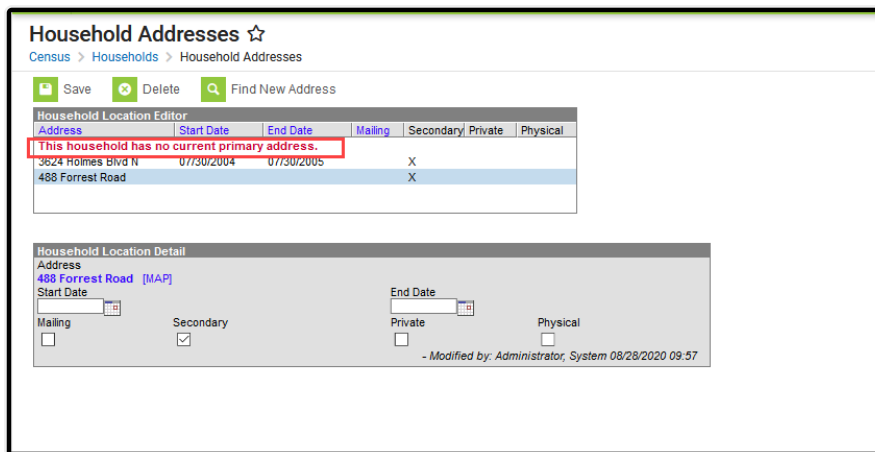 Household Addresses
Census > Households > Household Addresses
Save Delete Find New Address
Household Location Editor
Address Start Date End Date Mailing Secondary Private Physical
This household has no current primary address.
3624 Holmes Blvd N 07/30/2004 07/30/2005 X
488 Forrest Road X
Household Location Detail
Address
488 Forrest Road [MAP]
Start Date End Date
Mailing Secondary Private Physical
- Modified by: Administrator, System 08/28/2020 09:57